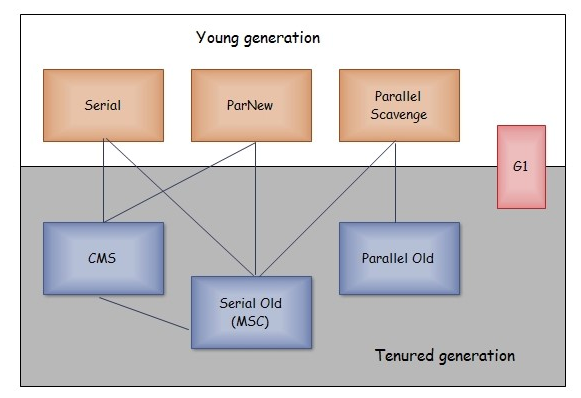 Young generation
Serial
ParNew
Parallel
Scavenge
G1
CMS
Parallel Old
Serial Old
(MSC)
Tenured generation